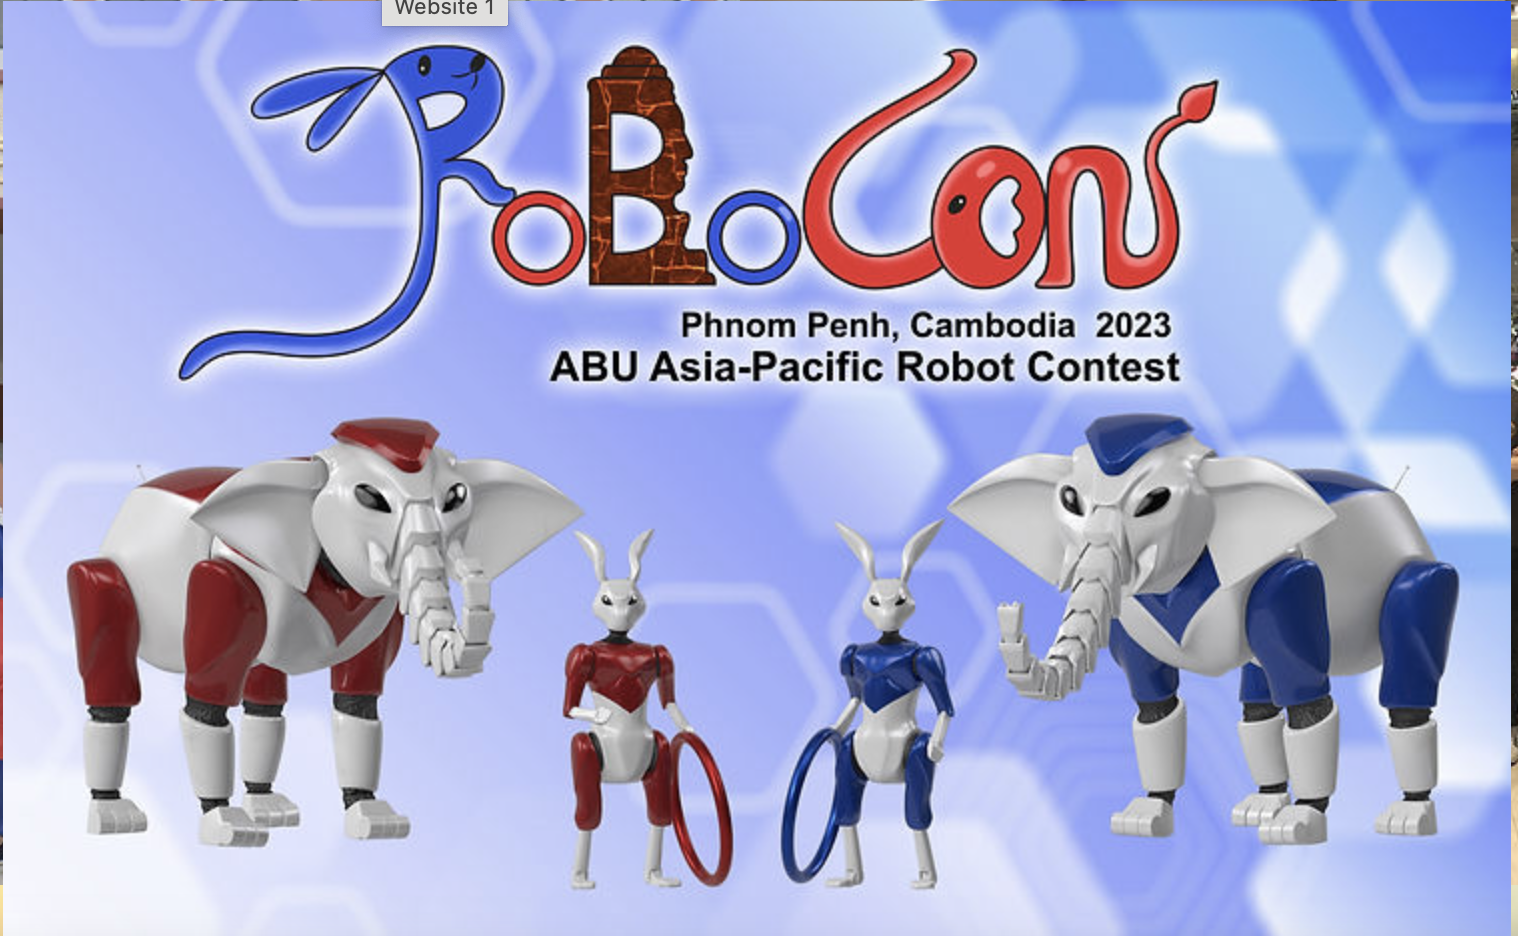 Website 1
RoBoCon
Phnom Penh, Cambodia 2023
ABU Asia-Pacific Robot Contest